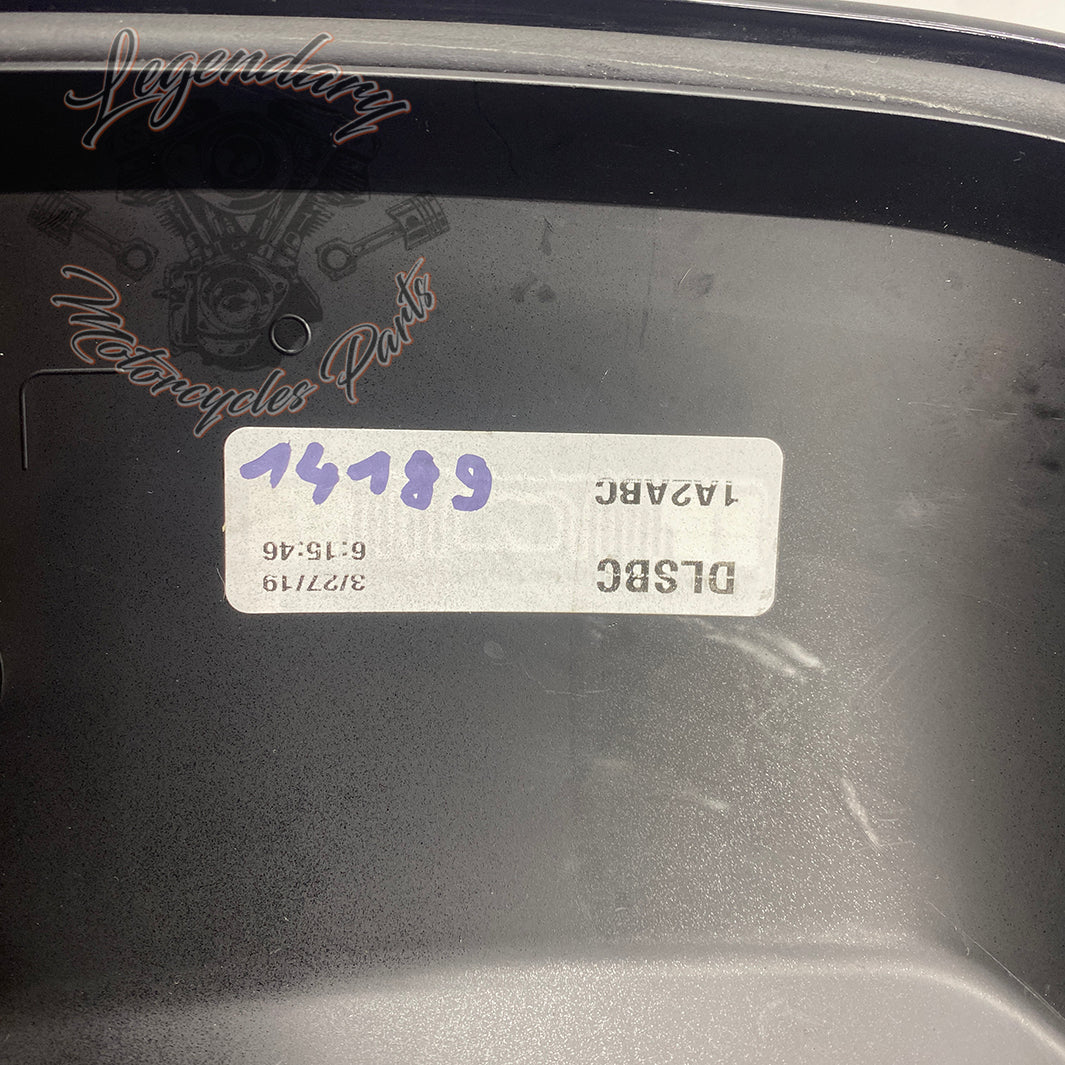 Legendary
Motorcycles Parts
14189
1A2ABC
6:15:46
DLSBC
3/27/19